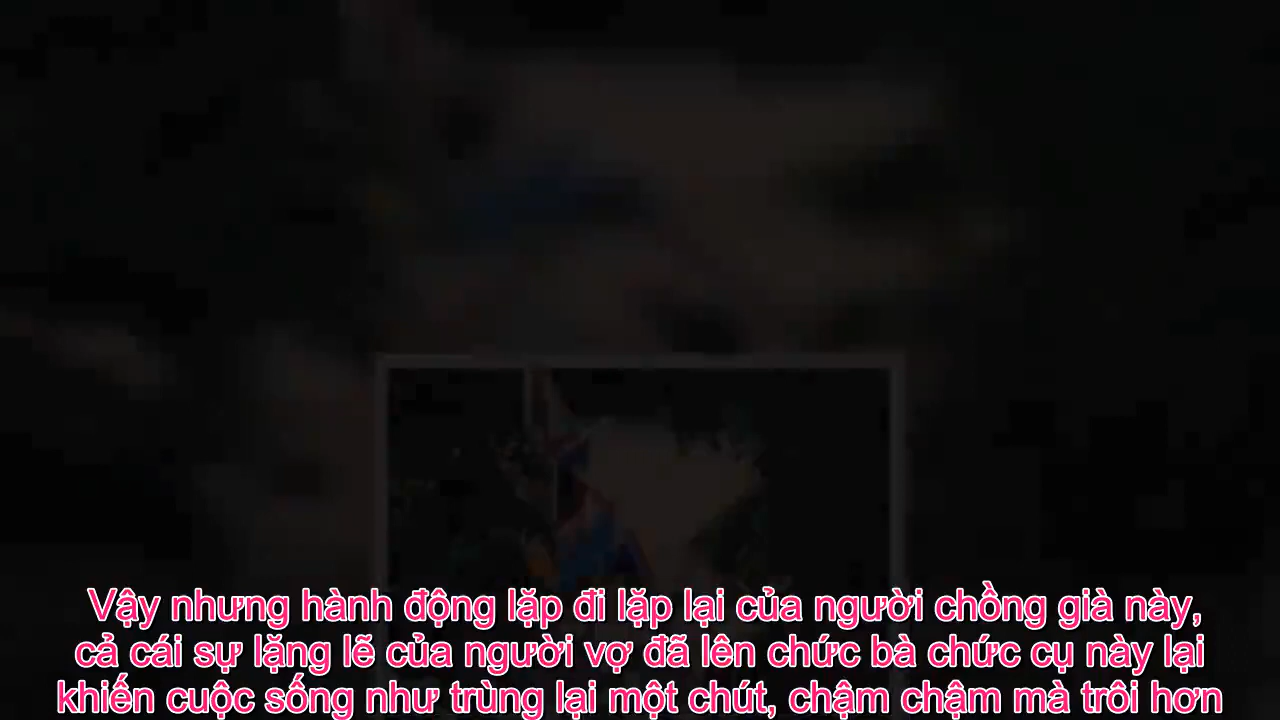 Vậy nhưng hành động lặp đi lặp lại của người chồng già này,
cả cái sự lặng lẽ của người vợ đã lên chức bà chức cụ này lại
khiến cuộc sống như trùng lại một chút, chậm chậm mà trôi hơn